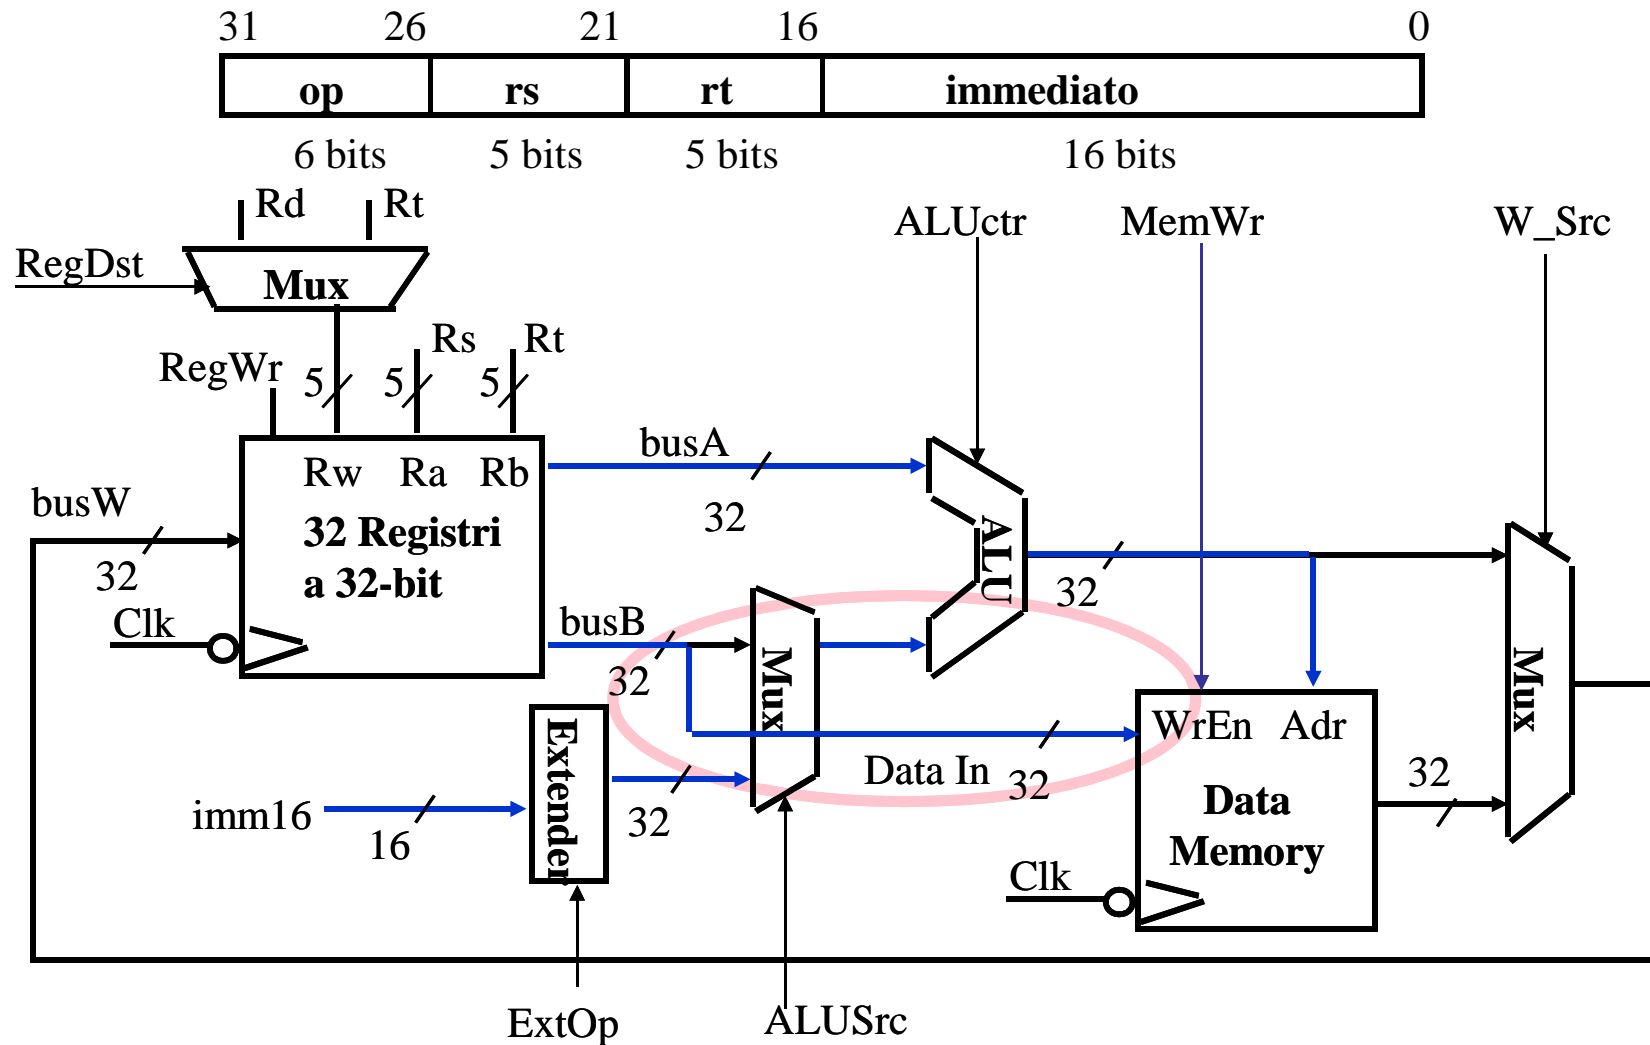 31 26 21 16 0
op rs rt immediato
6 bits 5 bits 5 bits 16 bits
Rd Rt
ALUctr MemWr W_Src
RegDst
Mux
Rs Rt
RegWr
5 5 5
busA
Rw Ra Rb
busW
32 Registri
32
ALU
a 32-bit
32
32
Clk
busB
32
Mux
Mux
Extender
WrEn Adr
Data In
32
32
imm16
16
32
Data
Memory
Clk
ExtOp
ALUSrc